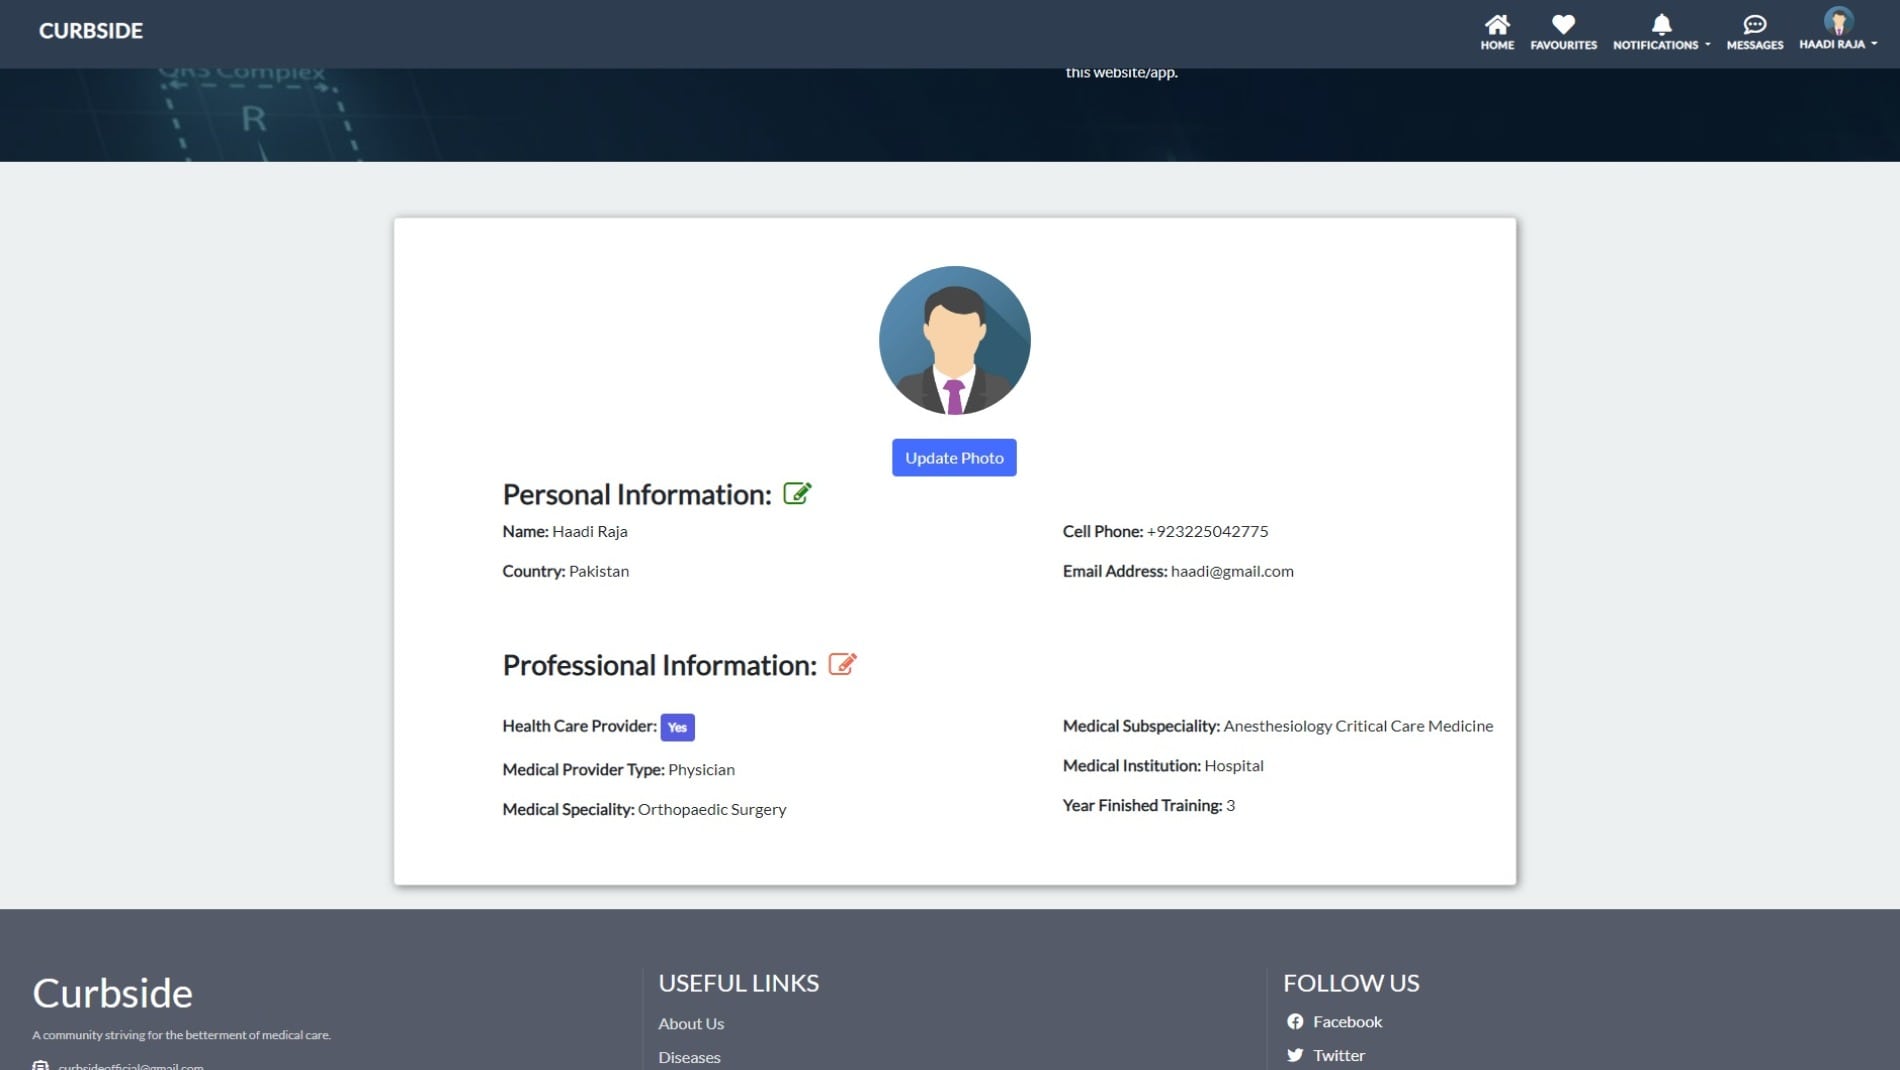 CURBSIDE
HOME
FAVOURITES
NOTIFICATIONS
MESSAGES
HAADI RAJA
QRS Complex
R
this website/app.
Update Photo
Personal Information:
Name: Haadi Raja
Cell Phone: +923225042775
Country: Pakistan
Email Address: haadi@gmail.com
Professional Information:
Health Care Provider: Yes
Medical Subspeciality: Anesthesiology Critical Care Medicine
Medical Provider Type: Physician
Medical Institution: Hospital
Medical Speciality: Orthopaedic Surgery
Year Finished Training: 3
Curbside
A community striving for the betterment of medical care.
curbsideofficial@gmail.com
USEFUL LINKS
About Us
Diseases
FOLLOW US
Facebook
Twitter